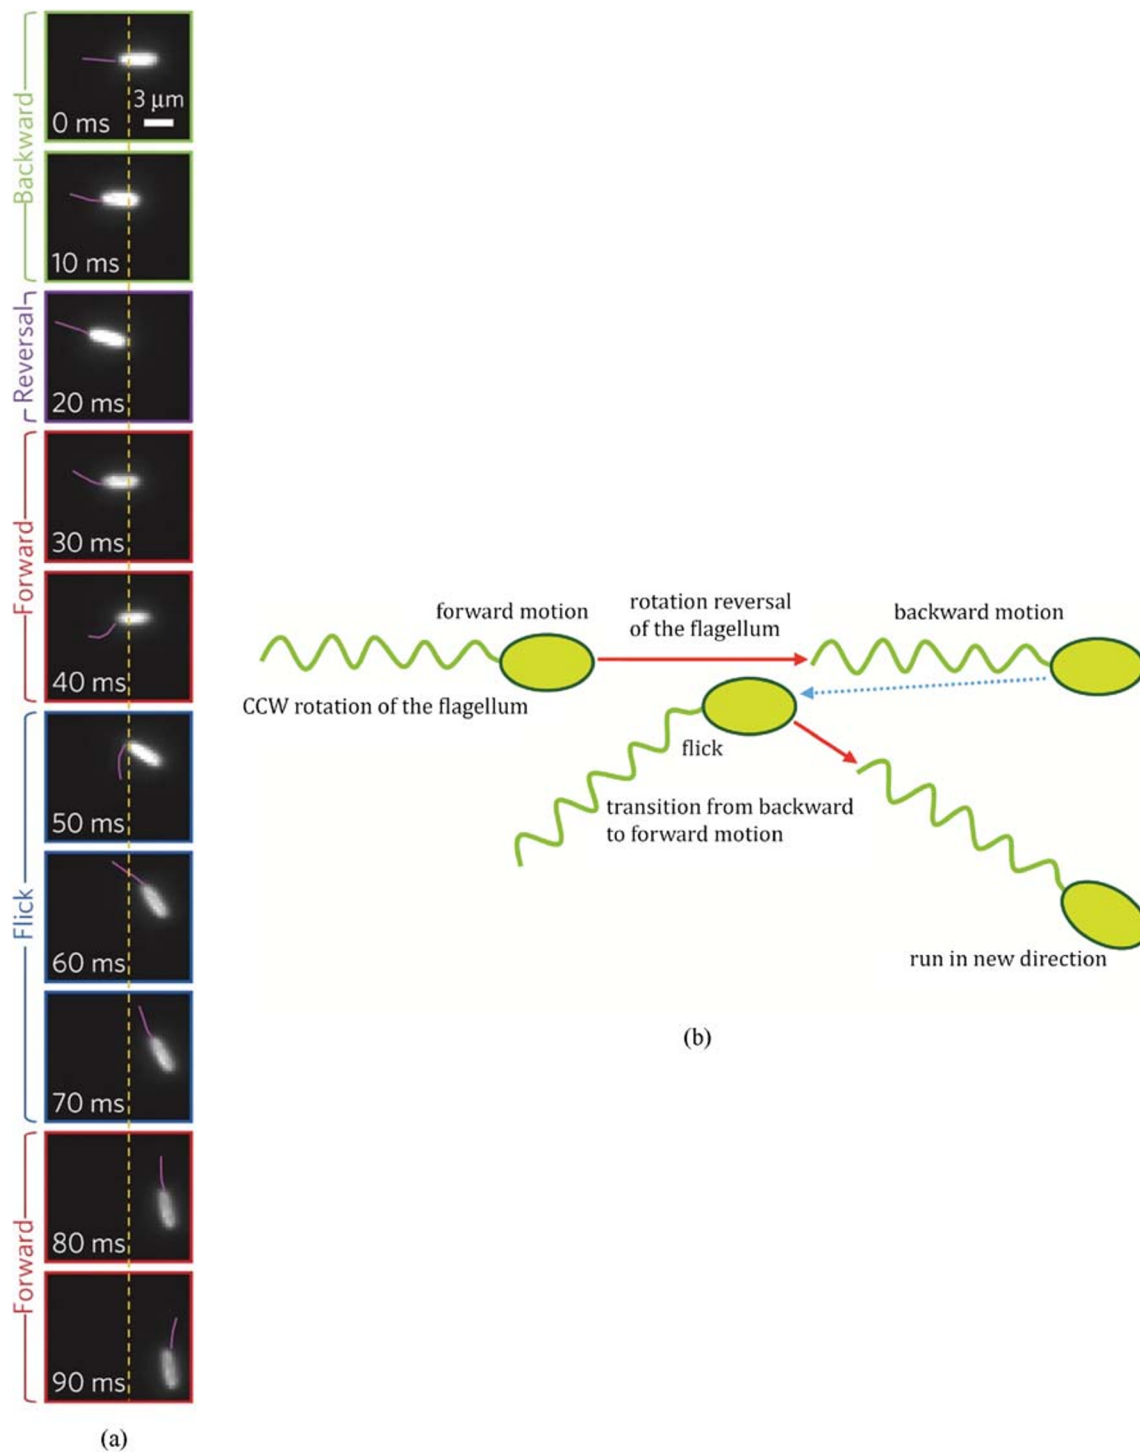 Backward
3 μm
0 ms
10 ms
Reversal
20 ms
Forward
30 ms
40 ms
Flick
50 ms
60 ms
70 ms
Forward
80 ms
90 ms
(a)
forward motion
rotation reversal
of the flagellum
backward motion
CCW rotation of the flagellum
flick
transition from backward
to forward motion
run in new direction
(b)